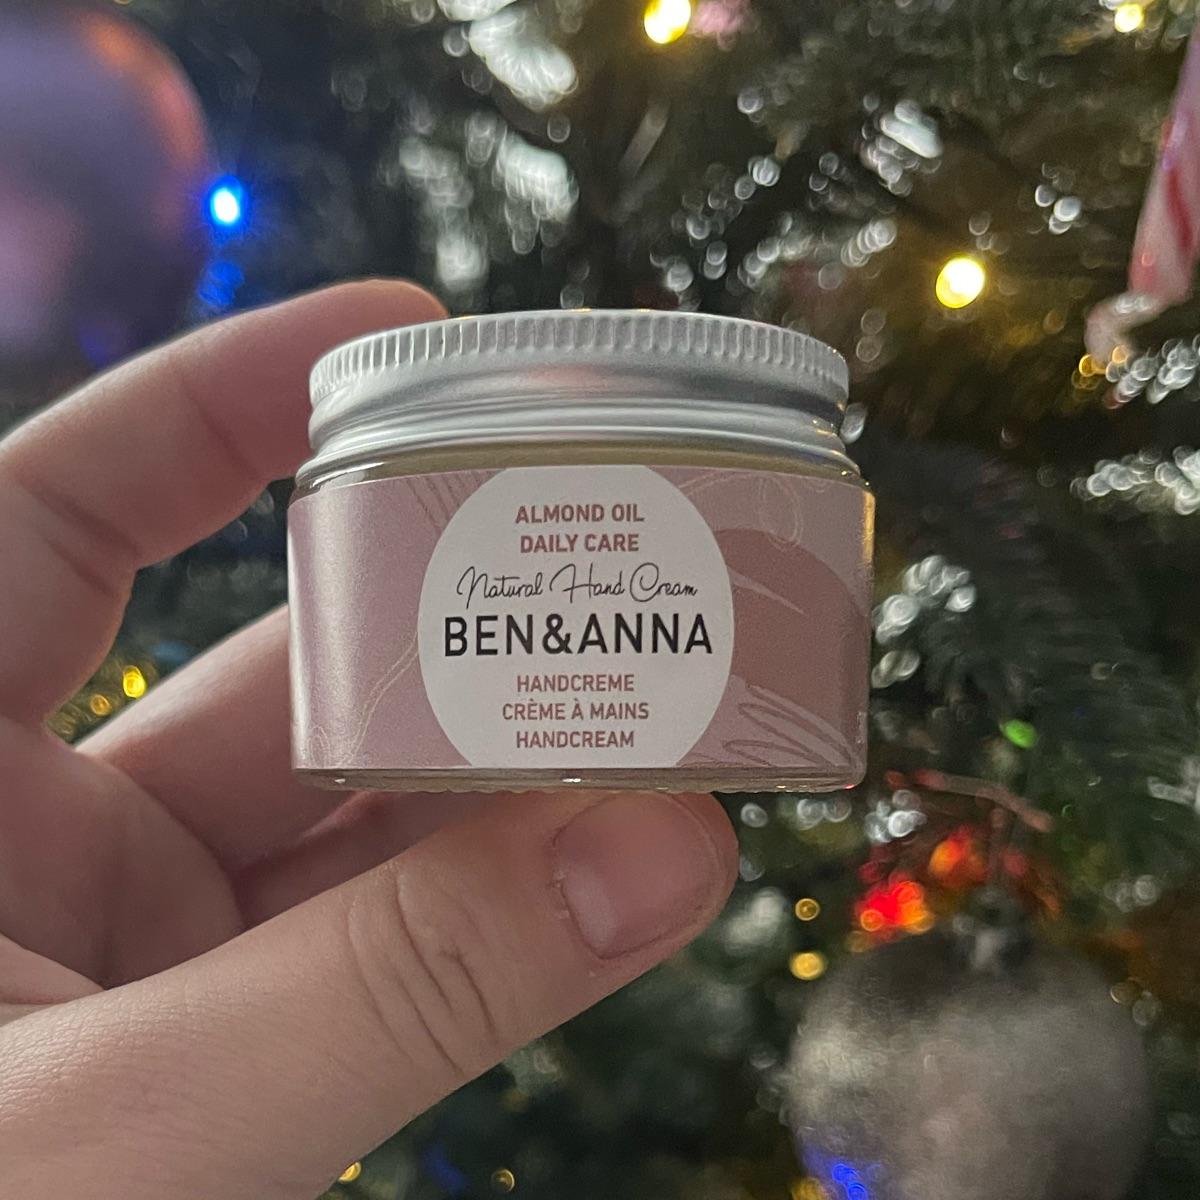 ALMOND OIL
DAILY CARE
Natural Hand Cream
BEN&ANNA
HANDCREME
CRÈME À MAINS
HANDCREAM